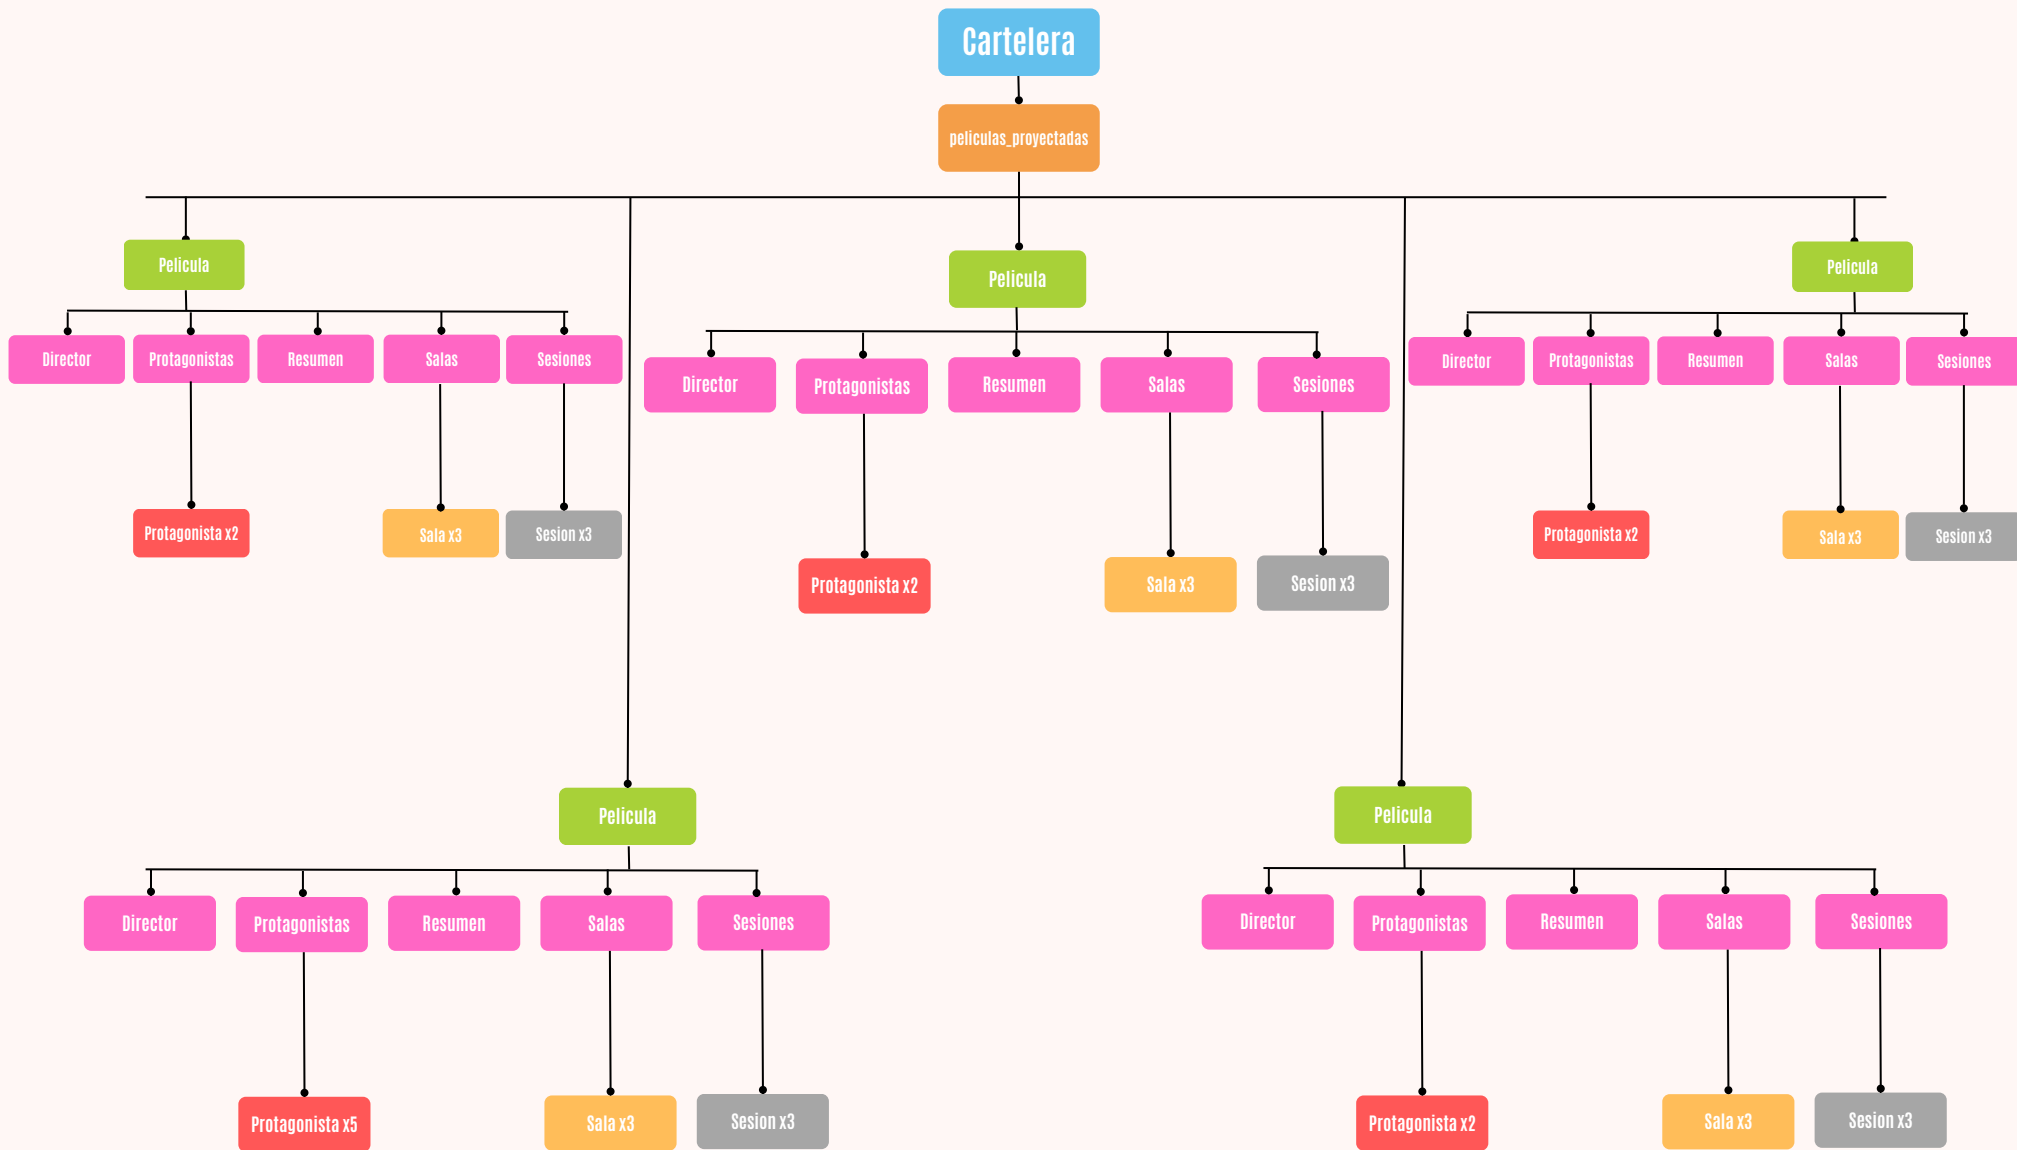 Cartelera
peliculas_proyectadas
Pelicula
Director
Protagonistas
Resumen
Salas
Sesiones
Protagonista x2
Sala x3
Sesion x3
Pelicula
Director
Protagonistas
Resumen
Salas
Sesiones
Protagonista x2
Sala x3
Sesion x3
Pelicula
Director
Protagonistas
Resumen
Salas
Sesiones
Protagonista x2
Sala x3
Sesion x3
Pelicula
Director
Protagonistas
Resumen
Salas
Sesiones
Protagonista x5
Sala x3
Sesion x3
Pelicula
Director
Protagonistas
Resumen
Salas
Sesiones
Protagonista x2
Sala x3
Sesion x3